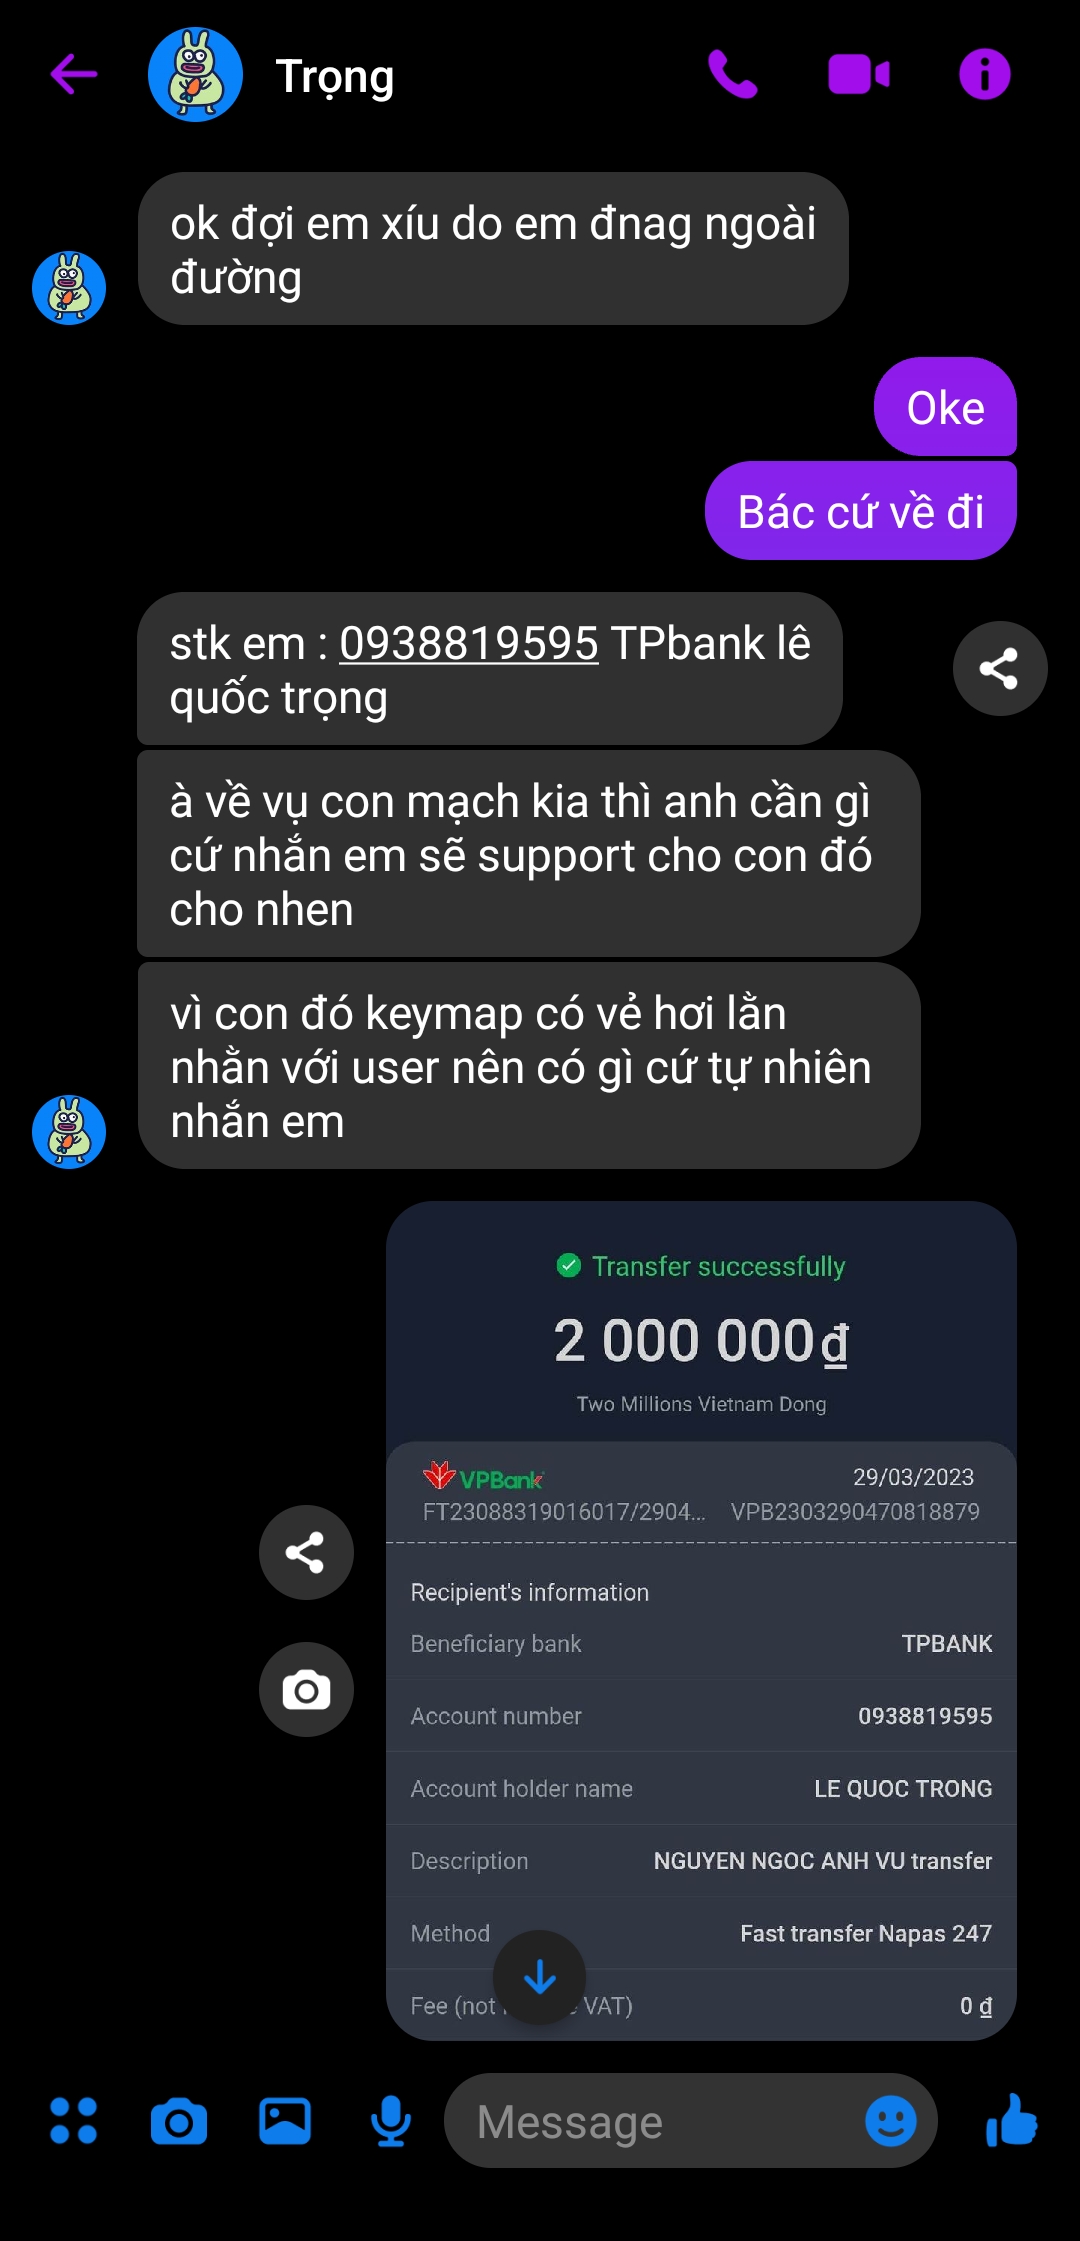 Trọng
ok đợi em xíu do em đnag ngoài
đường
Oke
Bác cứ về đi
stk em : 0938819595 TPbank lê
quốc trọng
à về vụ con mạch kia thì anh cần gì
cứ nhắn em sẽ support cho con đó
cho nhen
vì con đó keymap có vẻ hơi lằn
nhằn với user nên có gì cứ tự nhiên
nhắn em
Transfer successfully
2 000 000₫
Two Millions Vietnam Dong
VPBank 29/03/2023
FT23088319016017/2904... VPB2303290470818879
Recipient's information
Beneficiary bank TPBANK
Account number 0938819595
Account holder name LE QUOC TRONG
Description NGUYEN NGOC ANH VU transfer
Method Fast transfer Napas 247
Fee (not VAT) 0 ₫
Message